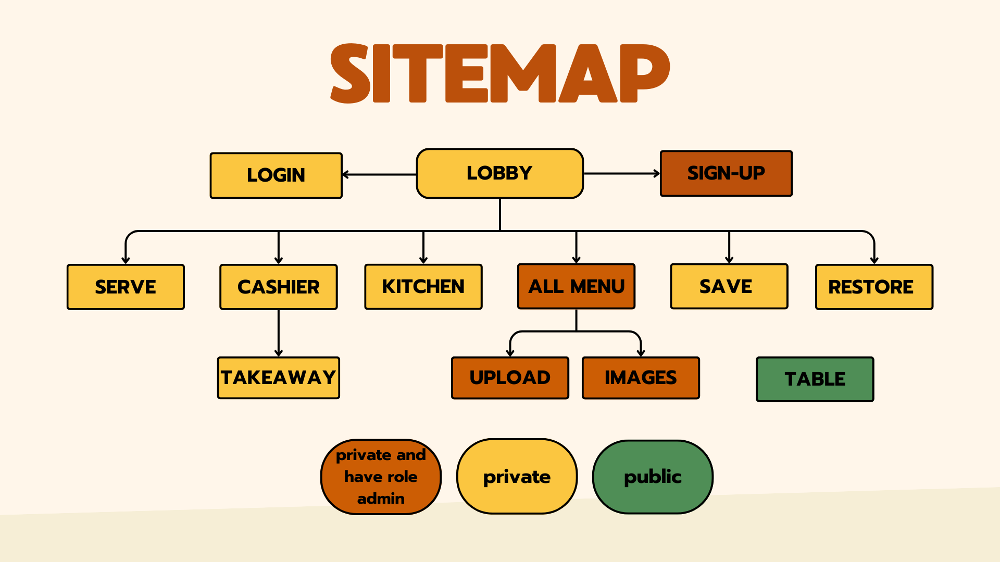 SITEMAP
LOGIN
LOBBY
SIGN-UP
SERVE
CASHIER
KITCHEN
ALL MENU
SAVE
RESTORE
TAKEAWAY
UPLOAD
IMAGES
TABLE
private and
have role
admin
private
public